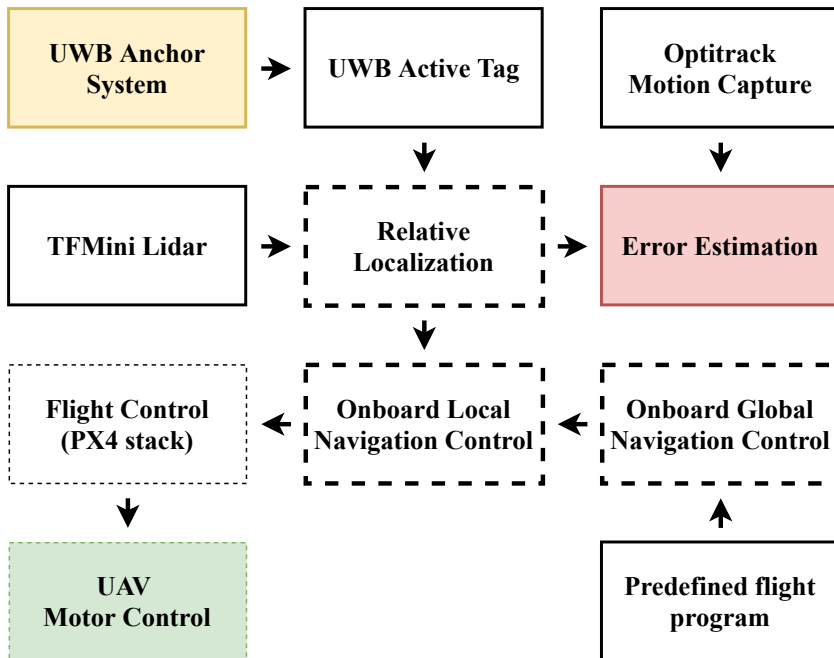 UWB Anchor
System
UWB Active Tag
Optitrack
Motion Capture
TFMini Lidar
Relative
Localization
Error Estimation
Flight Control
(PX4 stack)
Onboard Local
Navigation Control
Onboard Global
Navigation Control
UAV
Motor Control
Predefined flight
program